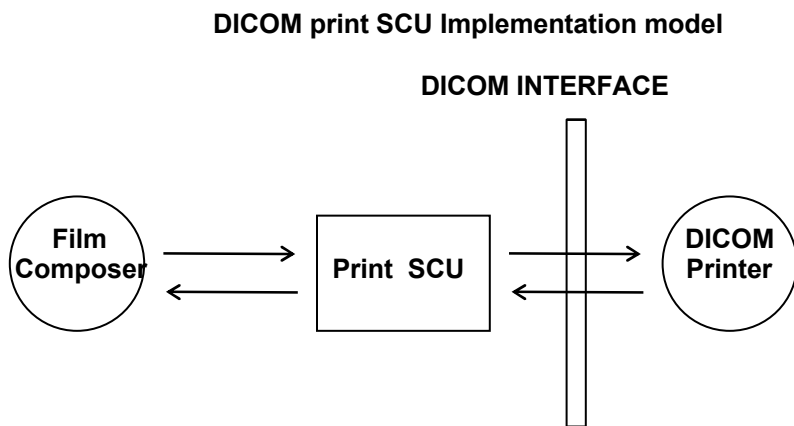 DICOM print SCU Implementation model
DICOM INTERFACE
Film
Composer
Print SCU
DICOM
Printer